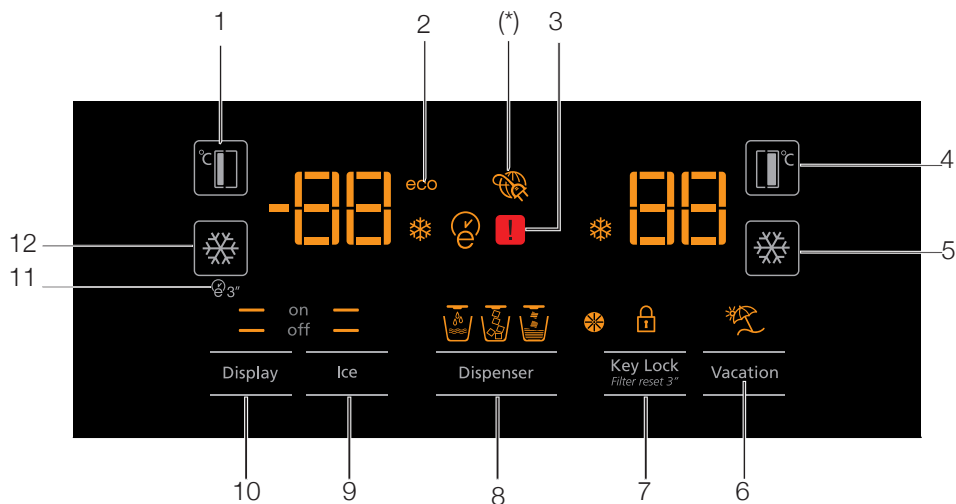 1 2 (*) 3
°C -88 eco 88 °C
4
12 e ! 5
11 e 3"
on
off
Display Ice Dispenser Key Lock Vacation
Filter reset 3"
10 9 8 7 6